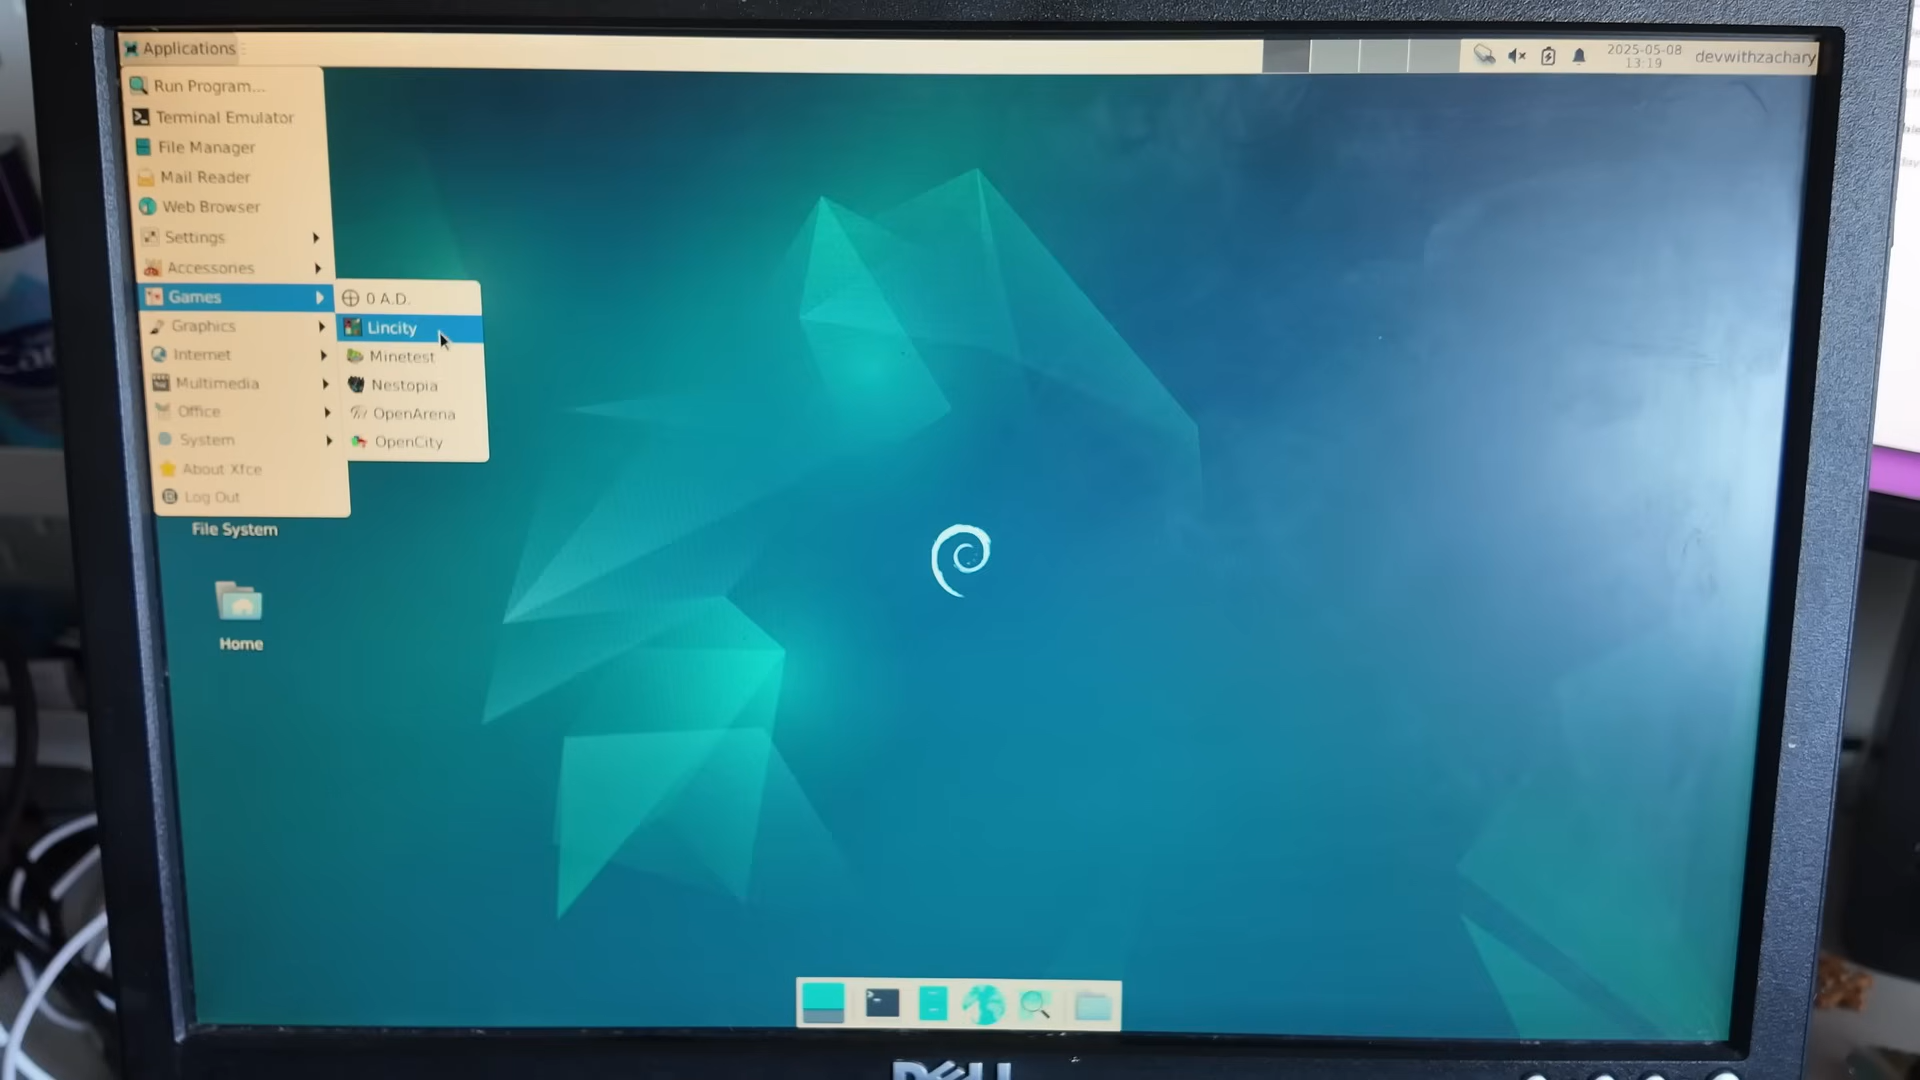 Applications
2025-05-08
13:19
devwithzachary
Run Program...
Terminal Emulator
File Manager
Mail Reader
Web Browser
Settings
Accessories
Games
Graphics
Internet
Multimedia
Office
System
About Xfce
Log Out
0 A.D.
Lincity
Minetest
Nestopia
OpenArena
OpenCity
File System
Home
DELL